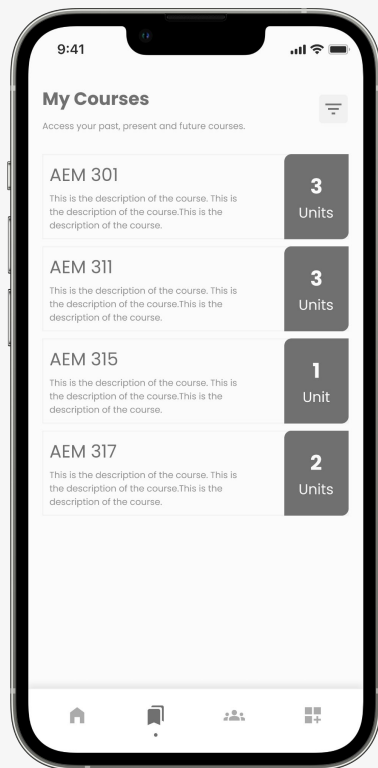 9:41
My Courses
Access your past, present and future courses.
AEM 301
This is the description of the course. This is
the description of the course.This is the
description of the course.
3
Units
AEM 311
This is the description of the course. This is
the description of the course.This is the
description of the course.
3
Units
AEM 315
This is the description of the course. This is
the description of the course.This is the
description of the course.
1
Unit
AEM 317
This is the description of the course. This is
the description of the course.This is the
description of the course.
2
Units